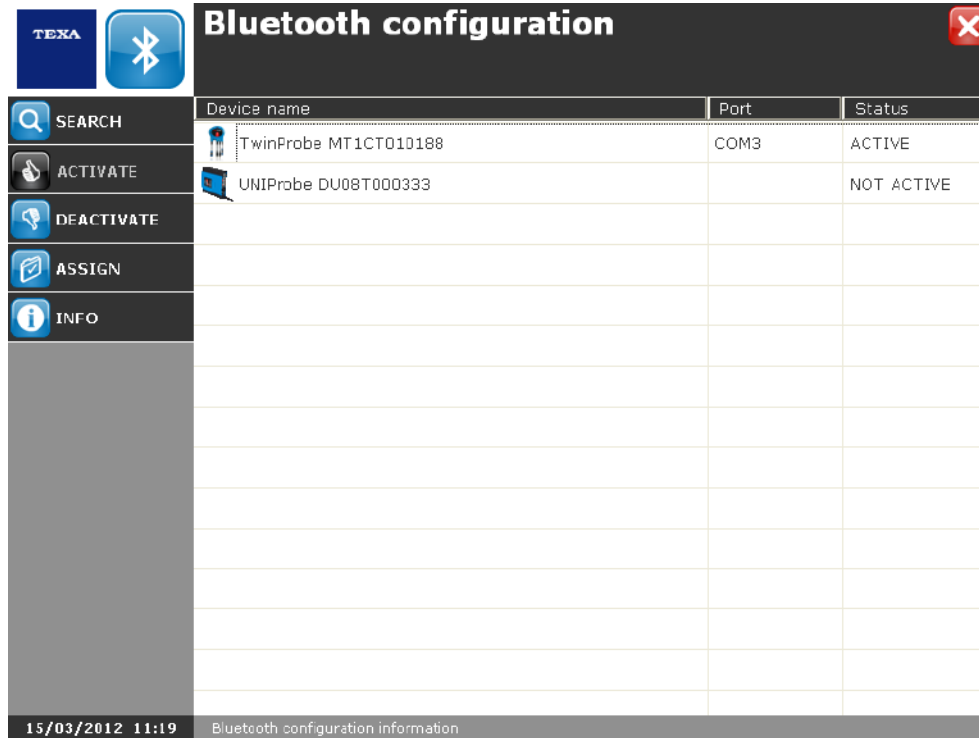 TEXA
Bluetooth configuration
SEARCH
ACTIVATE
DEACTIVATE
ASSIGN
INFO
Device name Port Status
TwinProbe MT1CT010188 COM3 ACTIVE
UNIProbe DU08T000333 NOT ACTIVE
15/03/2012 11:19 Bluetooth configuration information